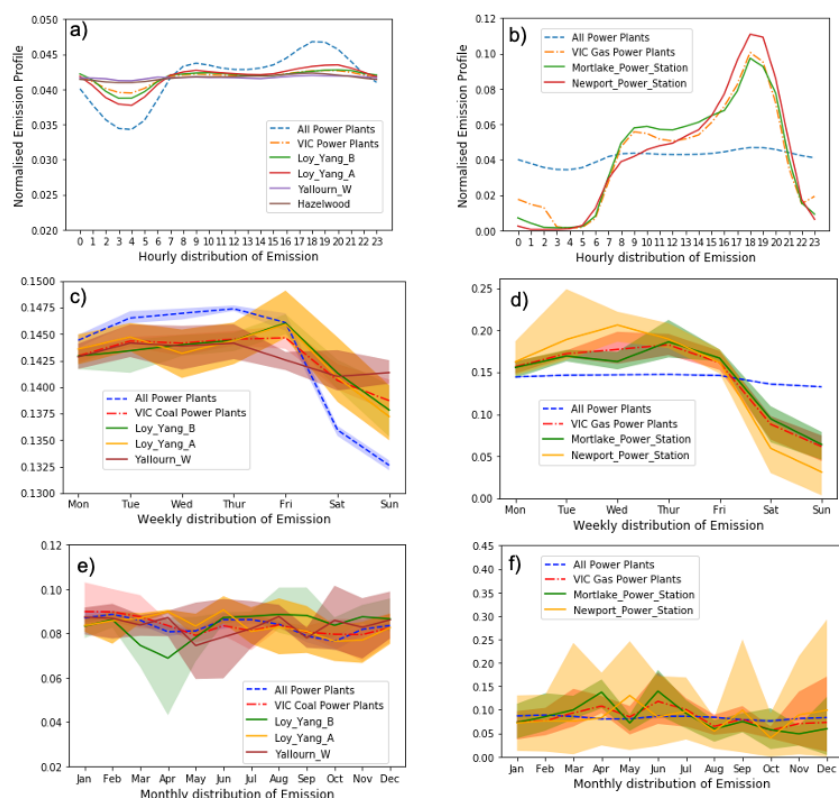 a)
Normalised Emission Profile
0.050
0.045
0.040
0.035
0.030
0.025
0.020
All Power Plants
VIC Power Plants
Loy_Yang_B
Loy_Yang_A
Yallourn_W
Hazelwood
0 1 2 3 4 5 6 7 8 9 10 11 12 13 14 15 16 17 18 19 20 21 22 23
Hourly distribution of Emission
b)
Normalised Emission Profile
0.12
0.10
0.08
0.06
0.04
0.02
0.00
All Power Plants
VIC Gas Power Plants
Mortlake_Power_Station
Newport_Power_Station
0 1 2 3 4 5 6 7 8 9 10 11 12 13 14 15 16 17 18 19 20 21 22 23
Hourly distribution of Emission
c)
0.1500
0.1475
0.1450
0.1425
0.1400
0.1375
0.1350
0.1325
0.1300
All Power Plants
VIC Coal Power Plants
Loy_Yang_B
Loy_Yang_A
Yallourn_W
Mon Tue Wed Thur Fri Sat Sun
Weekly distribution of Emission
d)
0.25
0.20
0.15
0.10
0.05
0.00
All Power Plants
VIC Gas Power Plants
Mortlake_Power_Station
Newport_Power_Station
Mon Tue Wed Thur Fri Sat Sun
Weekly distribution of Emission
e)
0.12
0.10
0.08
0.06
0.04
0.02
All Power Plants
VIC Coal Power Plants
Loy_Yang_B
Loy_Yang_A
Yallourn_W
Jan Feb Mar Apr May Jun Jul Aug Sep Oct Nov Dec
Monthly distribution of Emission
f)
0.45
0.40
0.35
0.30
0.25
0.20
0.15
0.10
0.05
0.00
All Power Plants
VIC Gas Power Plants
Mortlake_Power_Station
Newport_Power_Station
Jan Feb Mar Apr May Jun Jul Aug Sep Oct Nov Dec
Monthly distribution of Emission